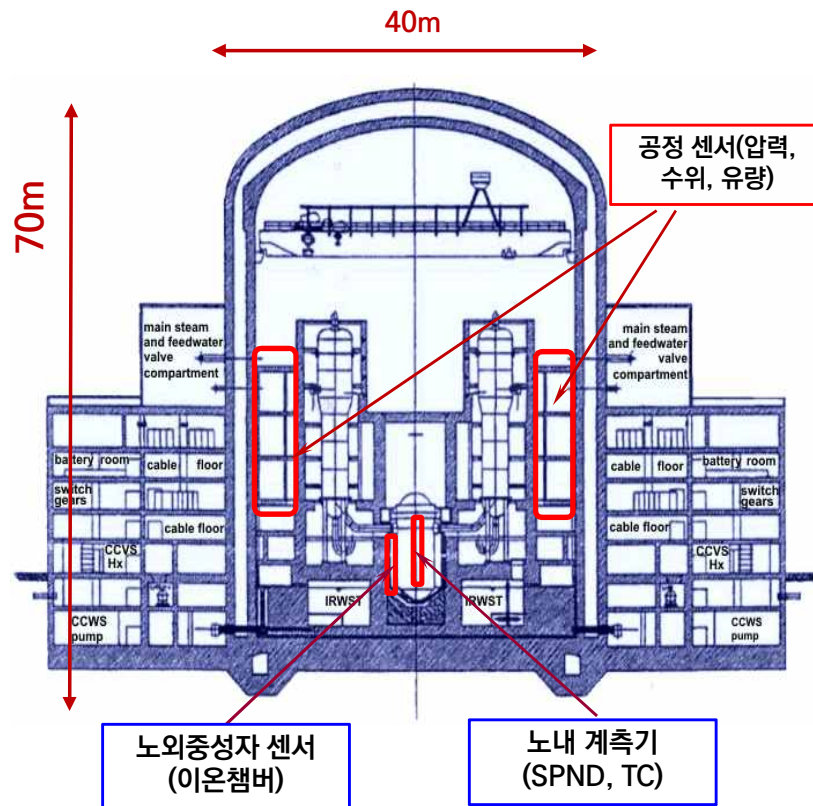 40m
70m
공정 센서(압력,
수위, 유량)
main steam
and feedwater
valve
compartment
main steam
and feedwater
valve
compartment
battery room
cable
floor
cable
floor
battery room
switch
gears
switch
gears
cable floor
cable floor
CCVS
Hx
CCVS
Hx
IRWST
IRWST
CCWS
pump
CCWS
pump
노외중성자 센서
(이온챔버)
노내 계측기
(SPND, TC)